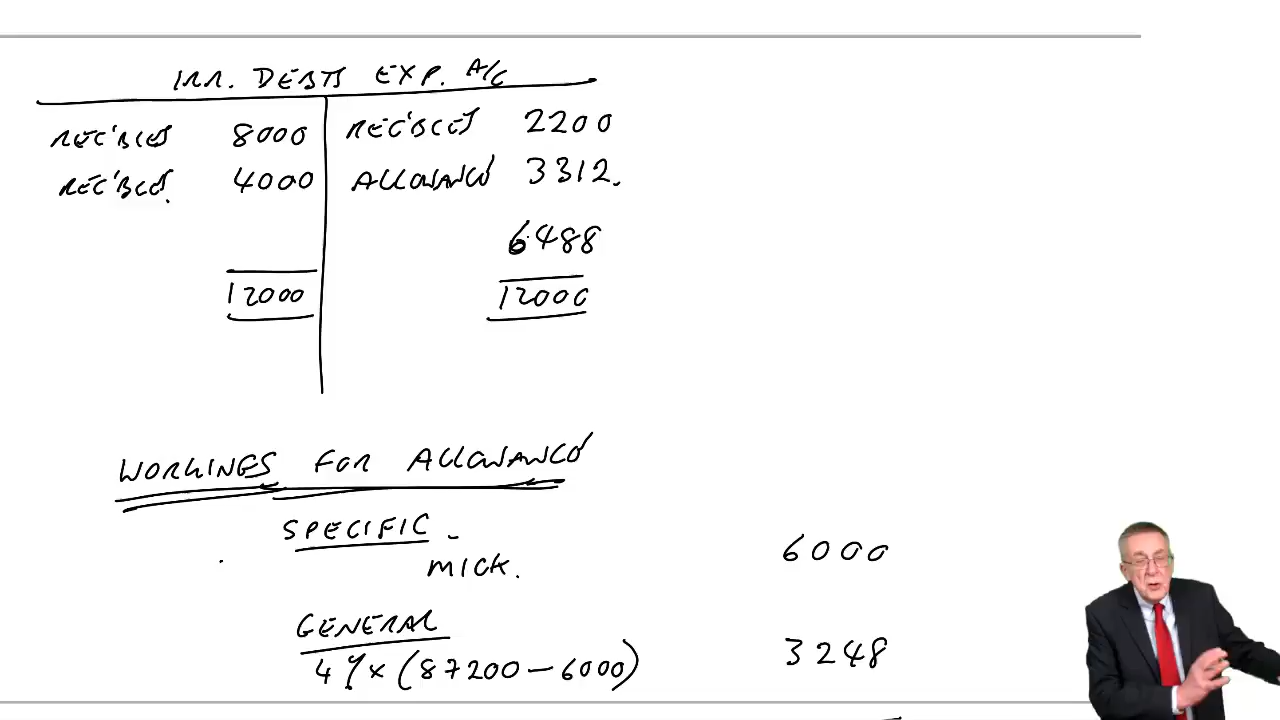 IRR. DEBTS EXP. A/C
REC'BLES 8000 REC'BLES 2200
REC'BLES. 4000 ALLOWANCE 3312.
6488
12000 12000
WORKINGS FOR ALLOWANCE
SPECIFIC -
MICK. 6000
GENERAL
4% x (87200 - 6000) 3248